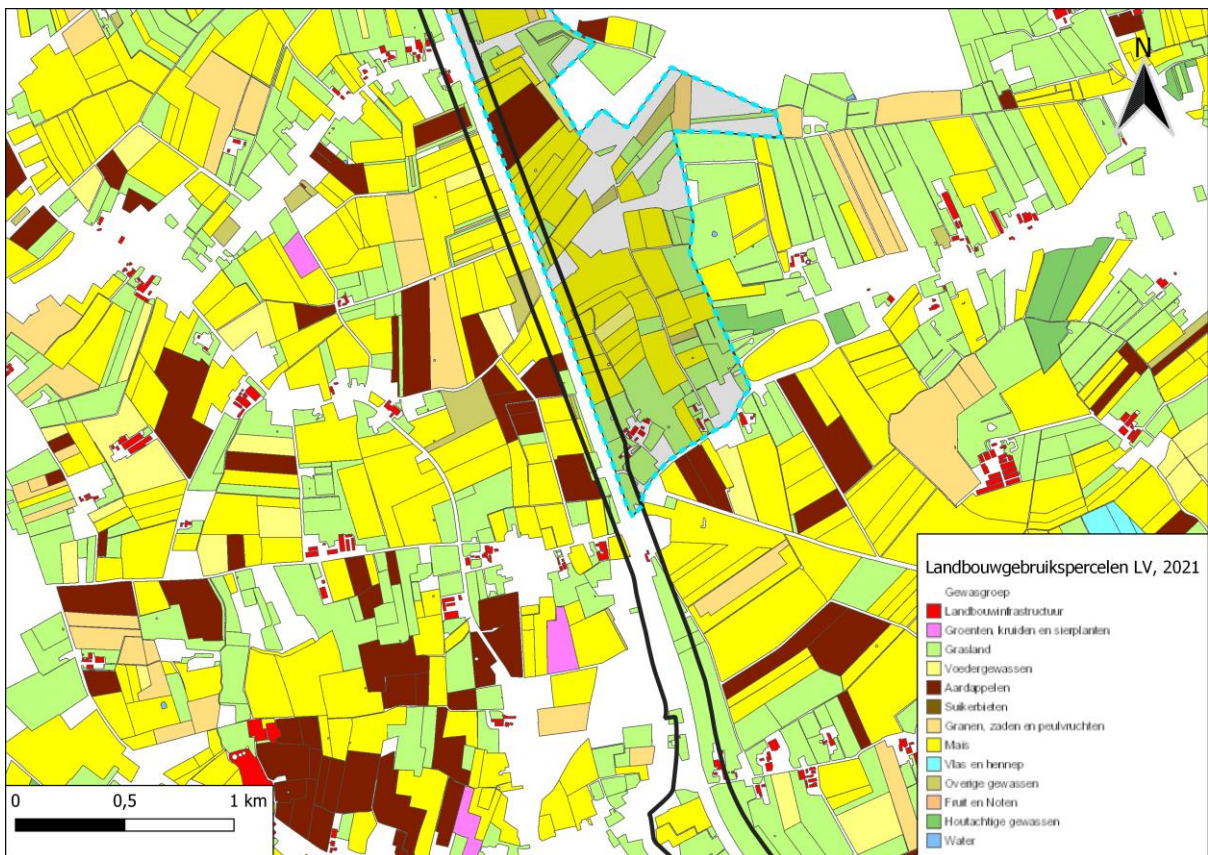 N
Landbouwgebruikspercelen LV, 2021
Gewasgroep
Landbouwinfrastructuur
Groenten, kruiden en sierplanten
Grasland
Voedergewassen
Aardappelen
Suikerbieten
Granen, zaden en peulvruchten
Maïs
Vlas en hennep
Overige gewassen
Fruit en Noten
Houtachtige gewassen
Water
0 0,5 1 km